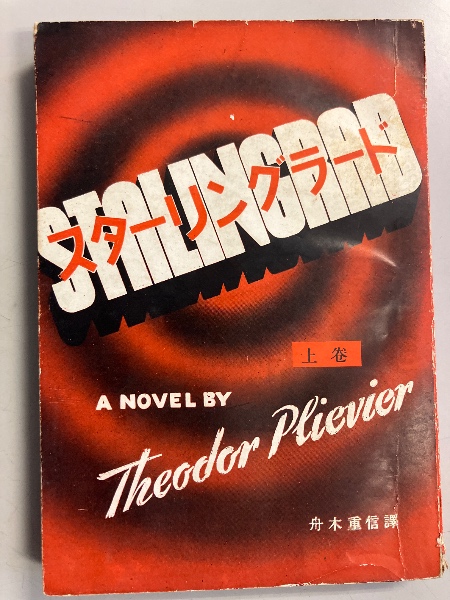 STALINGRAD
スターリングラード
上巻
A NOVEL BY
Theodor Plievier
舟木重信譯